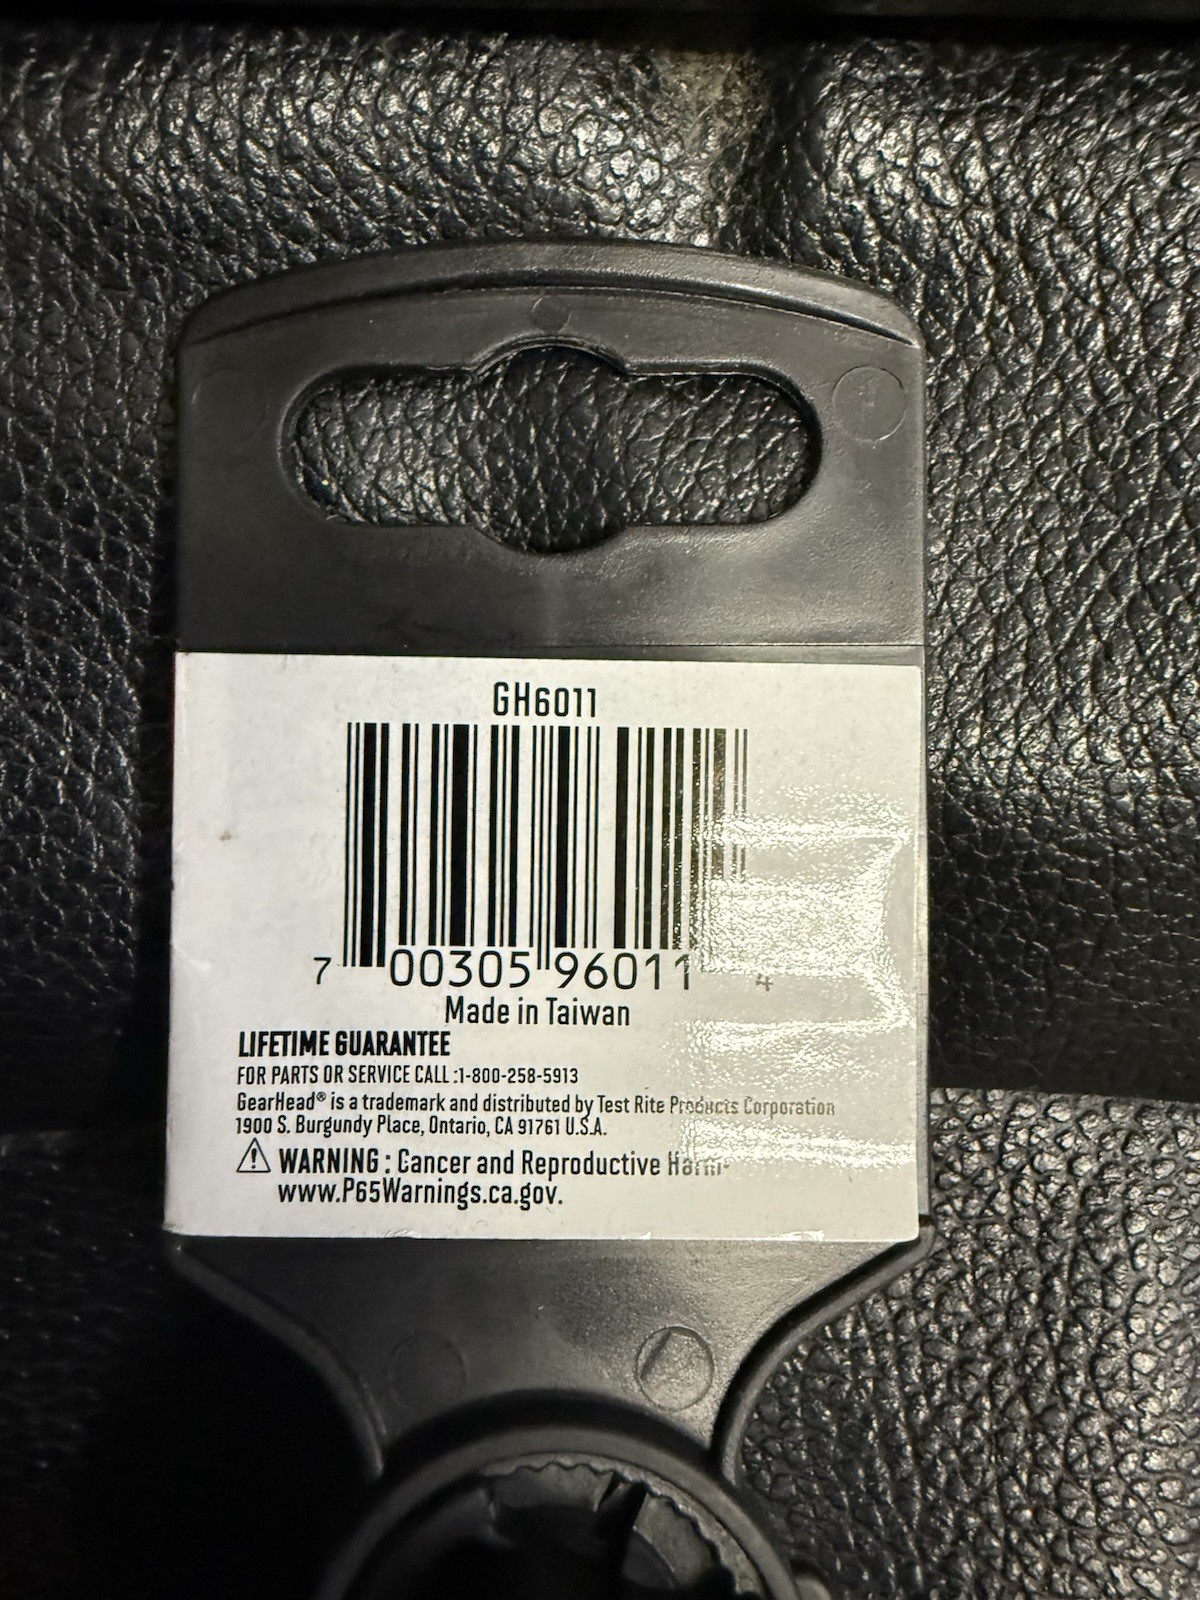 GH6011
7 00305 96011 4
Made in Taiwan
LIFETIME GUARANTEE
FOR PARTS OR SERVICE CALL :1-800-258-5913
GearHead® is a trademark and distributed by Test Rite Products Corporation
1900 S. Burgundy Place, Ontario, CA 91761 U.S.A.
⚠ WARNING : Cancer and Reproductive Harm-
www.P65Warnings.ca.gov.